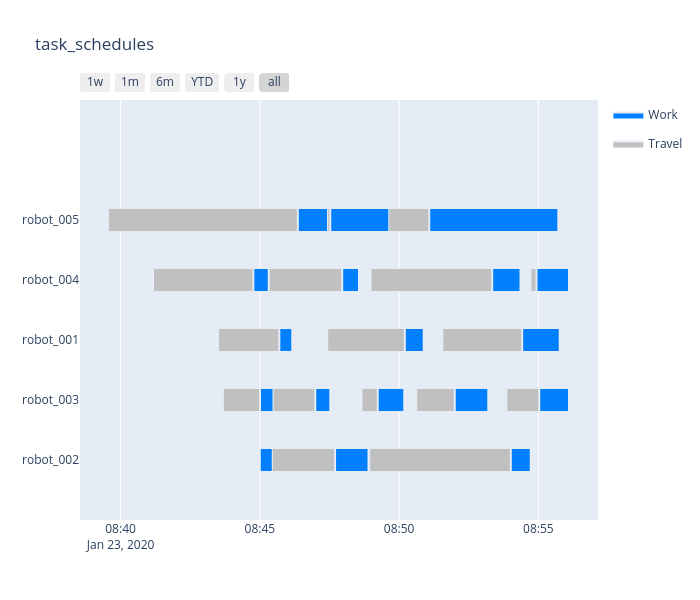 task_schedules
1w 1m 6m YTD 1y all
Work
Travel
robot_005
robot_004
robot_001
robot_003
robot_002
08:40 08:45 08:50 08:55
Jan 23, 2020